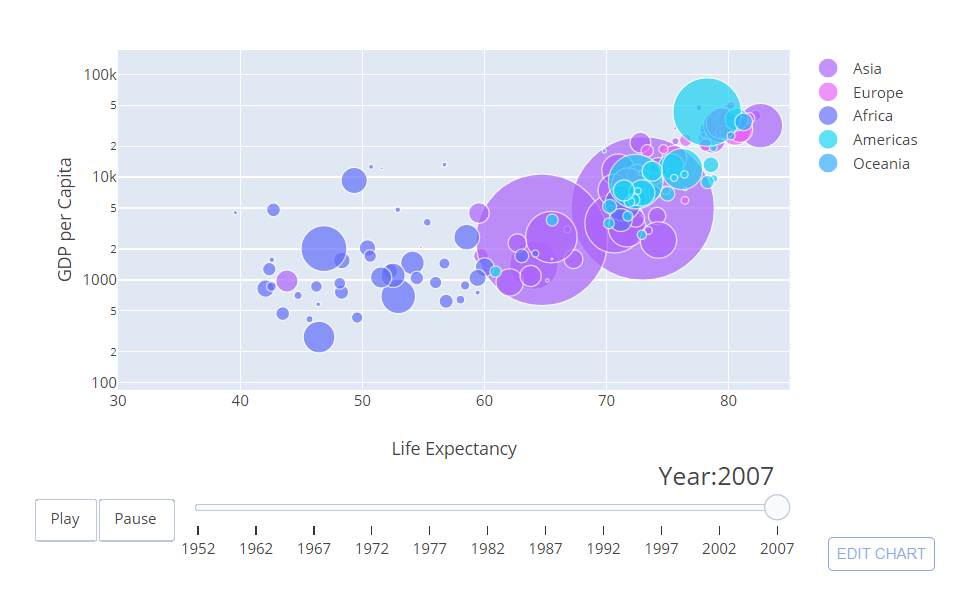 100k
5
2
10k
5
2
1000
5
2
100
GDP per Capita
30 40 50 60 70 80
Life Expectancy
Asia
Europe
Africa
Americas
Oceania
Year:2007
Play Pause
1952 1962 1967 1972 1977 1982 1987 1992 1997 2002 2007
EDIT CHART